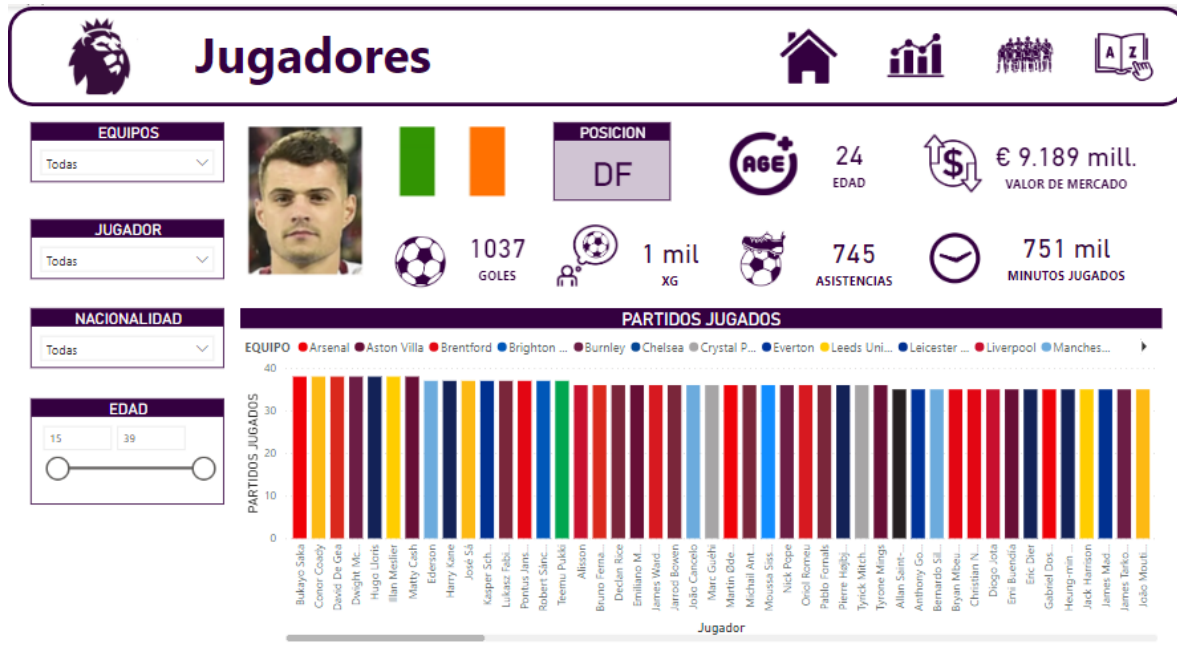 Jugadores
A Z
EQUIPOS
Todas
JUGADOR
Todas
NACIONALIDAD
Todas
EDAD
15 39
POSICION
DF
AGE+
24
EDAD
$
€ 9.189 mill.
VALOR DE MERCADO
1037
GOLES
1 mil
XG
745
ASISTENCIAS
751 mil
MINUTOS JUGADOS
PARTIDOS JUGADOS
EQUIPO Arsenal Aston Villa Brentford Brighton ... Burnley Chelsea Crystal P... Everton Leeds Uni... Leicester ... Liverpool Manches...
PARTIDOS JUGADOS
40
30
20
10
0
Bukayo Saka
Conor Coady
David De Gea
Dwight Mc...
Hugo Lloris
Illan Meslier
Matty Cash
Ederson
Harry Kane
José Sá
Kasper Sch...
Lukasz Fabi...
Pontus Jans...
Robert Sánc...
Teemu Pukki
Alisson
Bruno Ferna...
Declan Rice
Emiliano M...
James Ward...
Jarrod Bowen
João Cancelo
Marc Guéhi
Martin Øde...
Michail Ant...
Moussa Siss...
Nick Pope
Oriol Romeu
Pablo Fornals
Pierre Højbj...
Tyrick Mitch...
Tyrone Mings
Allan Saint-...
Anthony Go...
Bernardo Sil...
Bryan Mbeu...
Christian N...
Diogo Jota
Emi Buendía
Eric Dier
Gabriel Dos...
Heung-min ...
Jack Harrison
James Mad...
James Tarko...
João Mouti...
Jugador